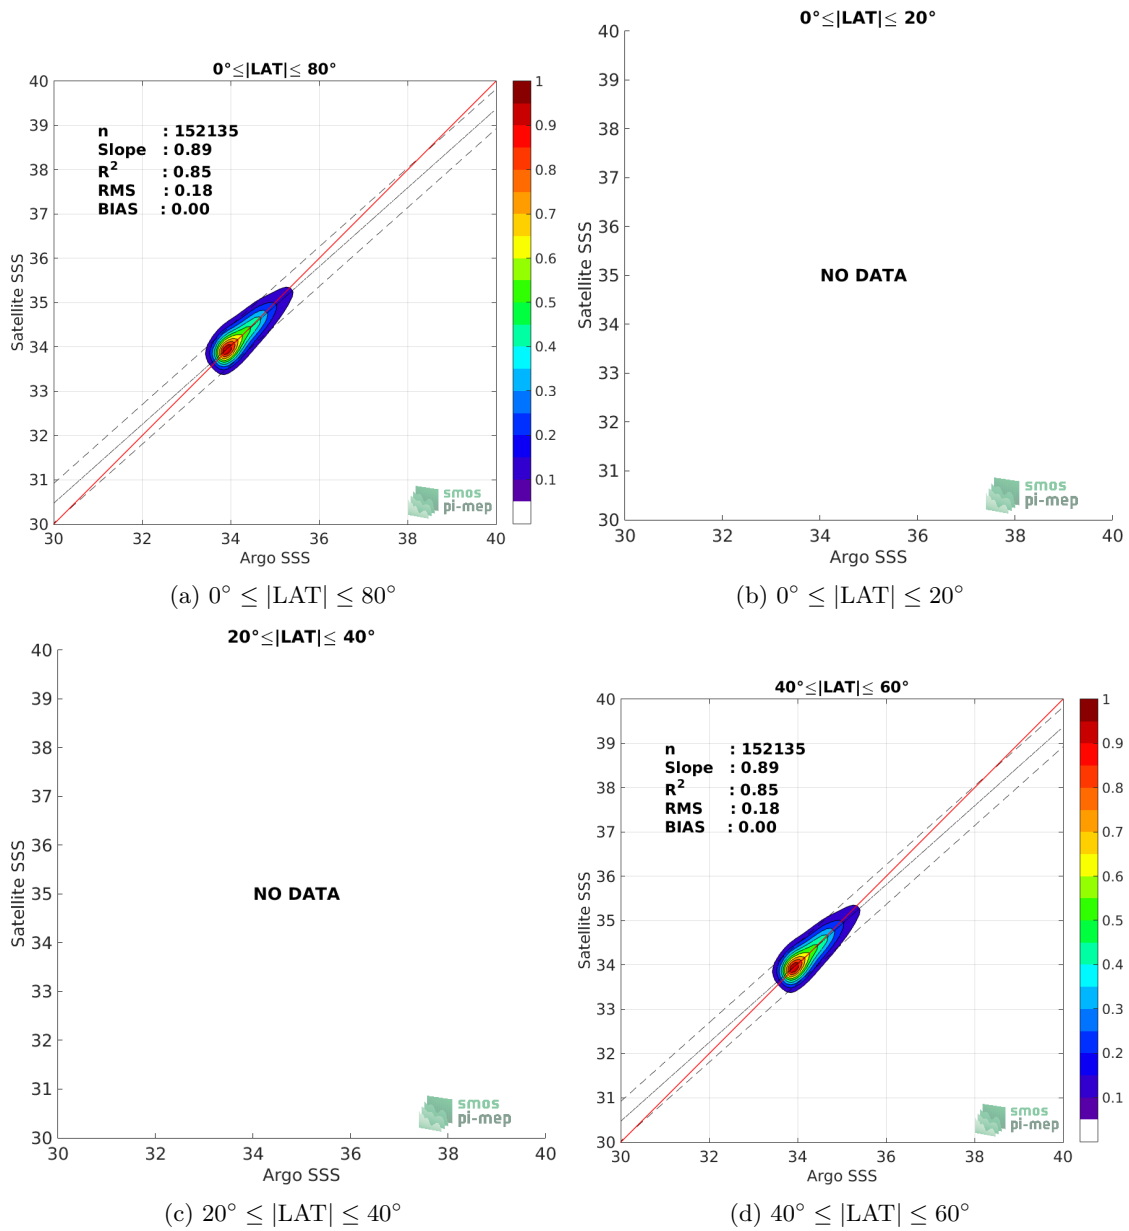 0°≤|LAT|≤ 80°
40
39
38
37
36
35
34
33
32
31
30
Satellite SSS
n : 152135
Slope : 0.89
R² : 0.85
RMS : 0.18
BIAS : 0.00
smos
pi-mep
30 32 34 36 38 40
Argo SSS
1
0.9
0.8
0.7
0.6
0.5
0.4
0.3
0.2
0.1
(a) 0° ≤ |LAT| ≤ 80°
0°≤|LAT|≤ 20°
40
39
38
37
36
35
34
33
32
31
30
Satellite SSS
NO DATA
smos
pi-mep
30 32 34 36 38 40
Argo SSS
(b) 0° ≤ |LAT| ≤ 20°
20°≤|LAT|≤ 40°
40
39
38
37
36
35
34
33
32
31
30
Satellite SSS
NO DATA
smos
pi-mep
30 32 34 36 38 40
Argo SSS
(c) 20° ≤ |LAT| ≤ 40°
40°≤|LAT|≤ 60°
40
39
38
37
36
35
34
33
32
31
30
Satellite SSS
n : 152135
Slope : 0.89
R² : 0.85
RMS : 0.18
BIAS : 0.00
smos
pi-mep
30 32 34 36 38 40
Argo SSS
1
0.9
0.8
0.7
0.6
0.5
0.4
0.3
0.2
0.1
(d) 40° ≤ |LAT| ≤ 60°